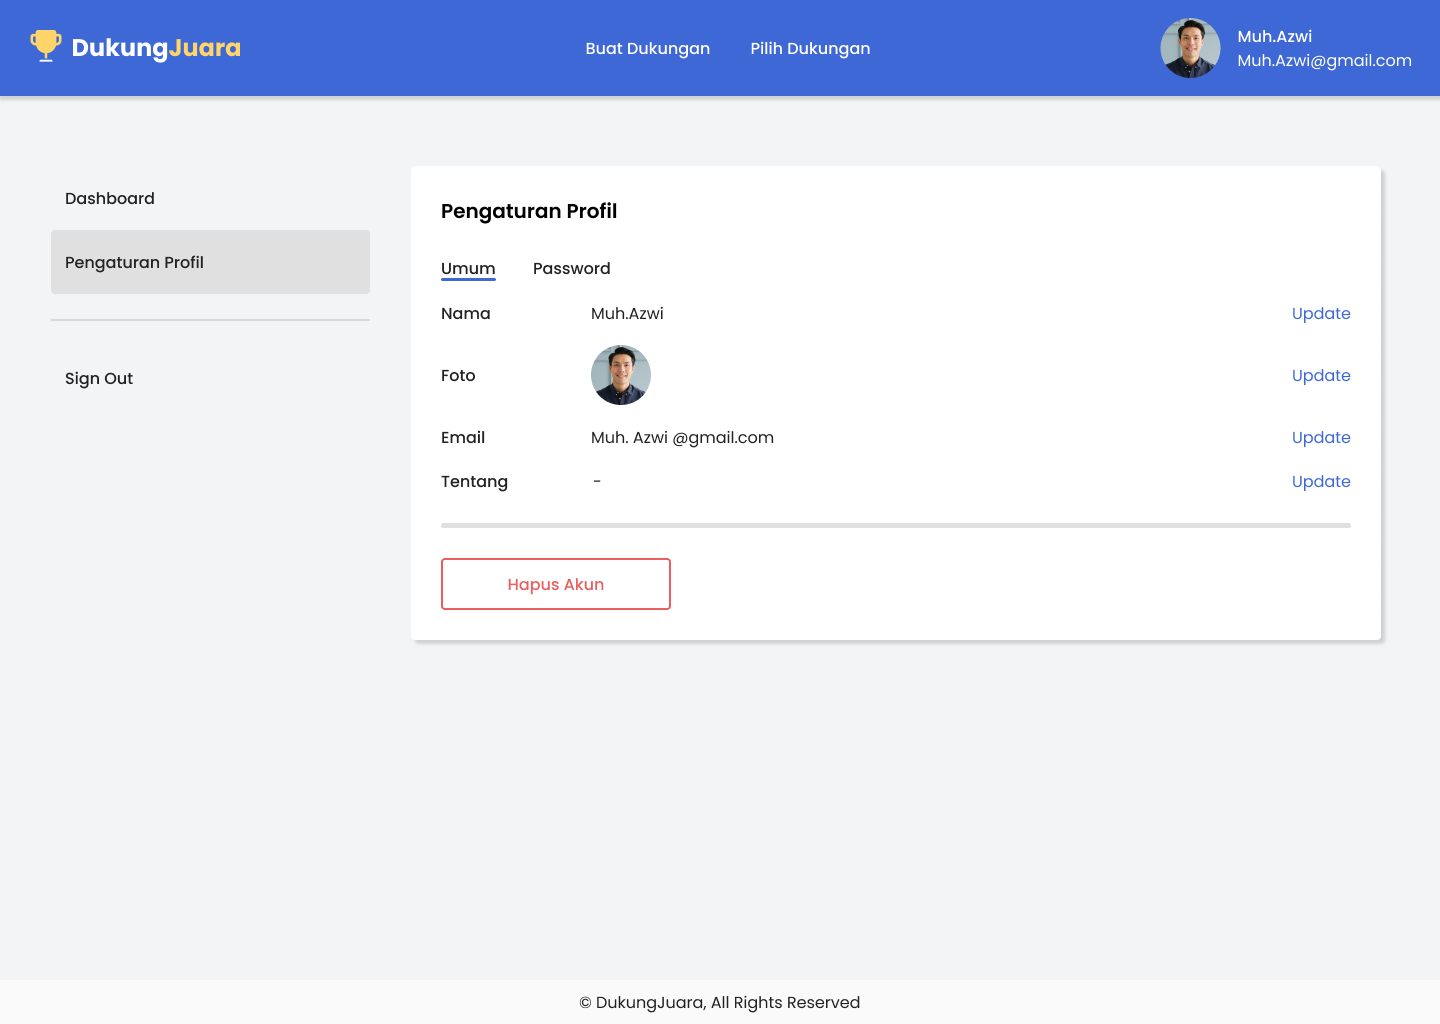 DukungJuara
Buat Dukungan
Pilih Dukungan
Muh.Azwi
Muh.Azwi@gmail.com
Dashboard
Pengaturan Profil
Sign Out
Pengaturan Profil
Umum
Password
Nama
Muh.Azwi
Update
Foto
Update
Email
Muh. Azwi @gmail.com
Update
Tentang
-
Update
Hapus Akun
© DukungJuara, All Rights Reserved